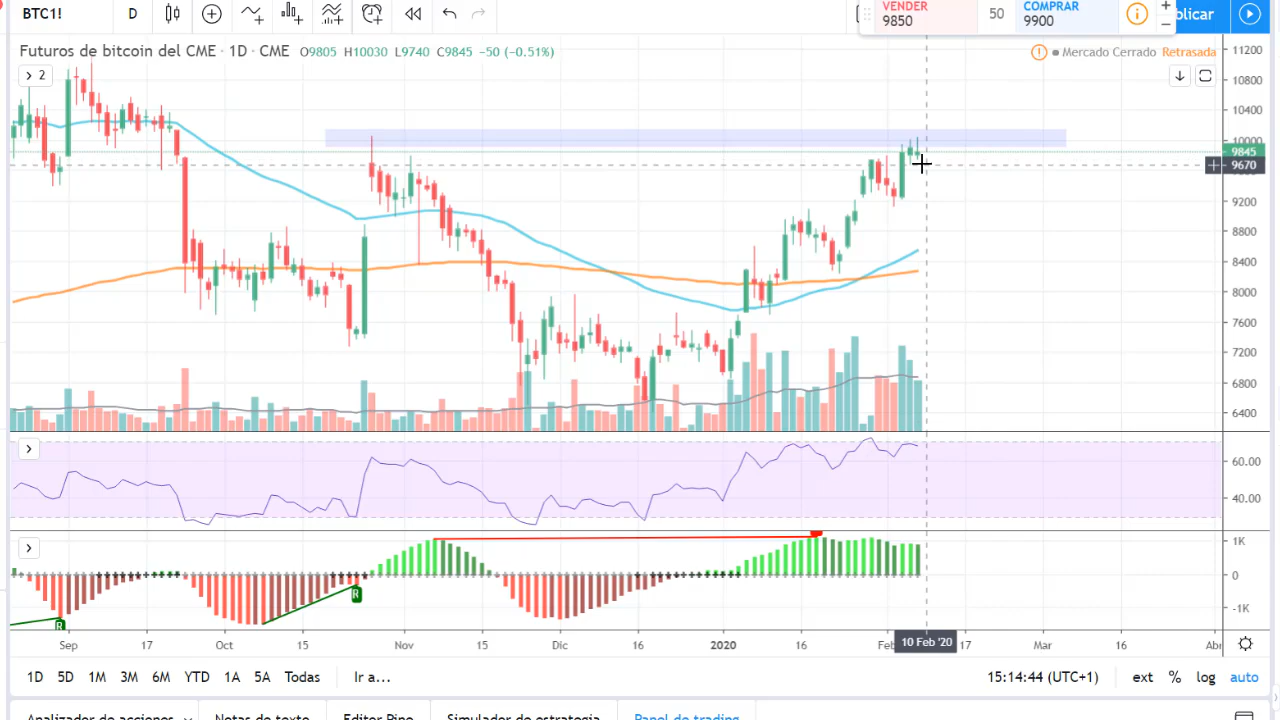 BTC1! D VENDER 9850 50 COMPRAR 9900 + − licar
Futuros de bitcoin del CME · 1D · CME O9805 H10030 L9740 C9845 −50 (−0.51%) Mercado Cerrado Retrasada
2
11200
10800
10400
10000
9845
9670
9200
8800
8400
8000
7600
7200
6800
6400
60.00
40.00
1K
0
-1K
R
R
Sep 17 Oct 15 Nov 15 Dic 16 2020 16 Feb 10 Feb '20 17 Mar 16 Abr
1D 5D 1M 3M 6M YTD 1A 5A Todas Ir a... 15:14:44 (UTC+1) ext % log auto
Analizador de acciones Notas de texto Editor Pine Simulador de estrategia Panel de trading